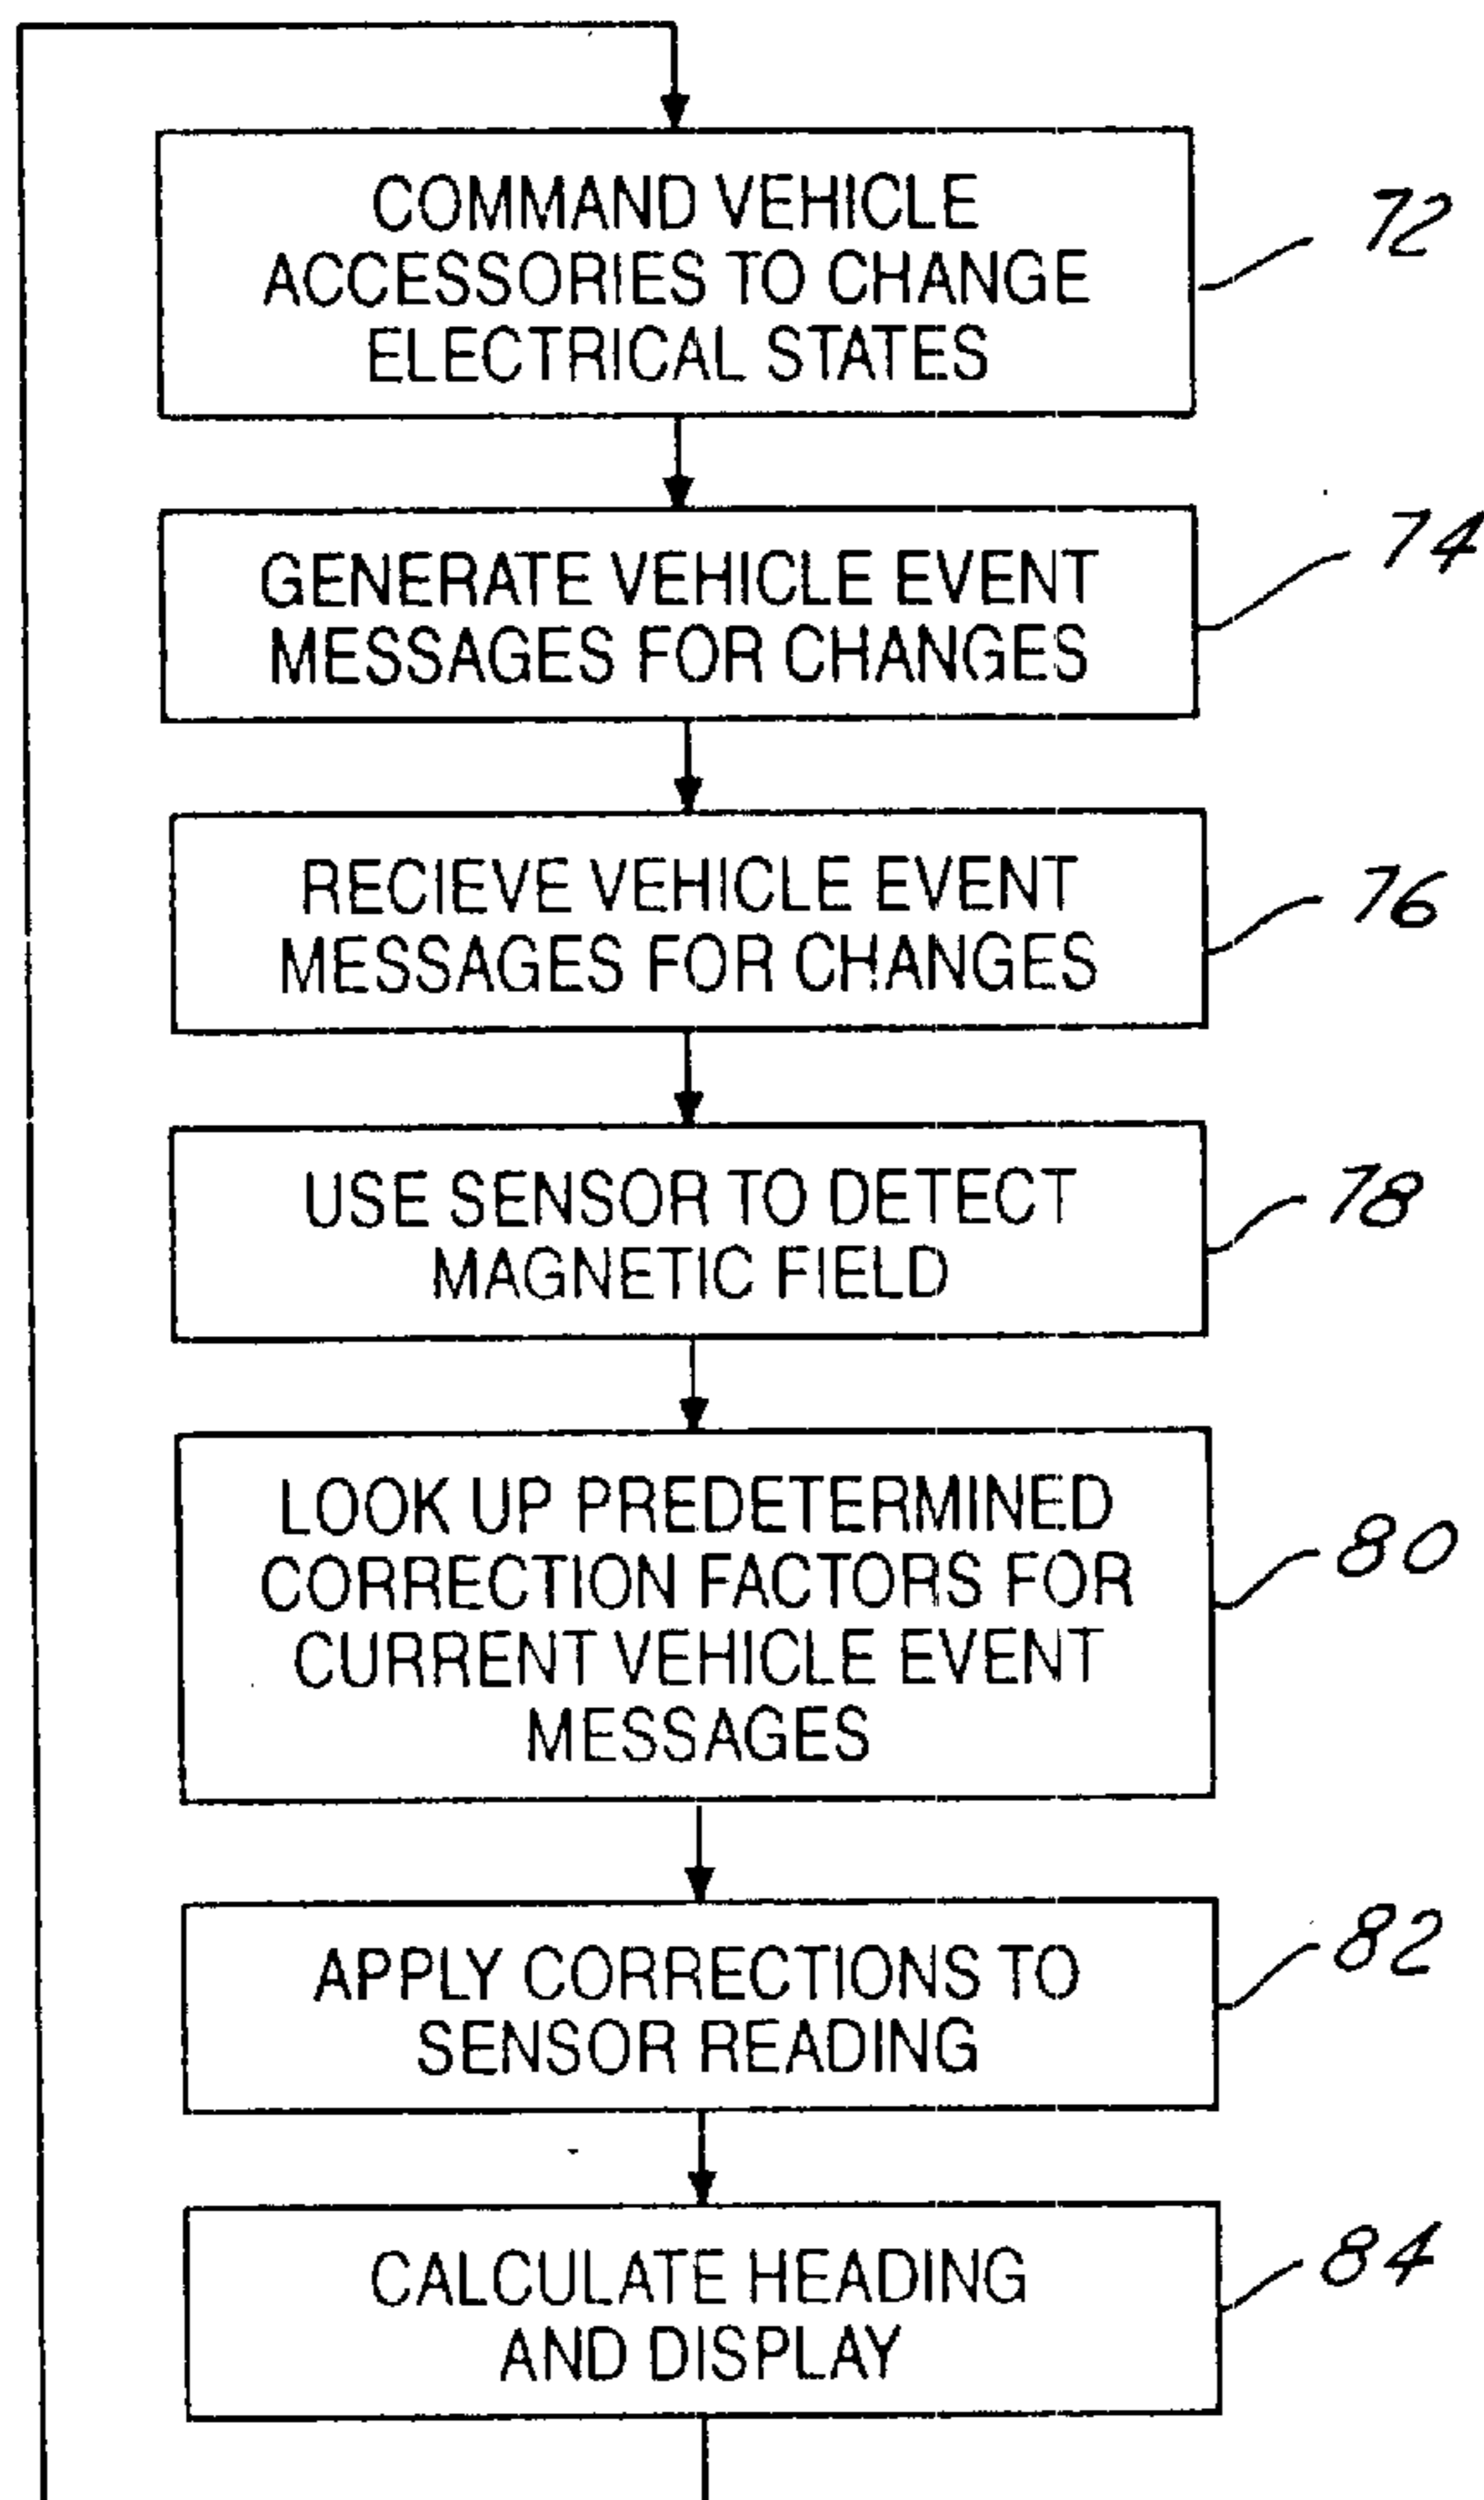 COMMAND VEHICLE
ACCESSORIES TO CHANGE
ELECTRICAL STATES
72
GENERATE VEHICLE EVENT
MESSAGES FOR CHANGES
74
RECIEVE VEHICLE EVENT
MESSAGES FOR CHANGES
76
USE SENSOR TO DETECT
MAGNETIC FIELD
78
LOOK UP PREDETERMINED
CORRECTION FACTORS FOR
CURRENT VEHICLE EVENT
MESSAGES
80
APPLY CORRECTIONS TO
SENSOR READING
82
CALCULATE HEADING
AND DISPLAY
84